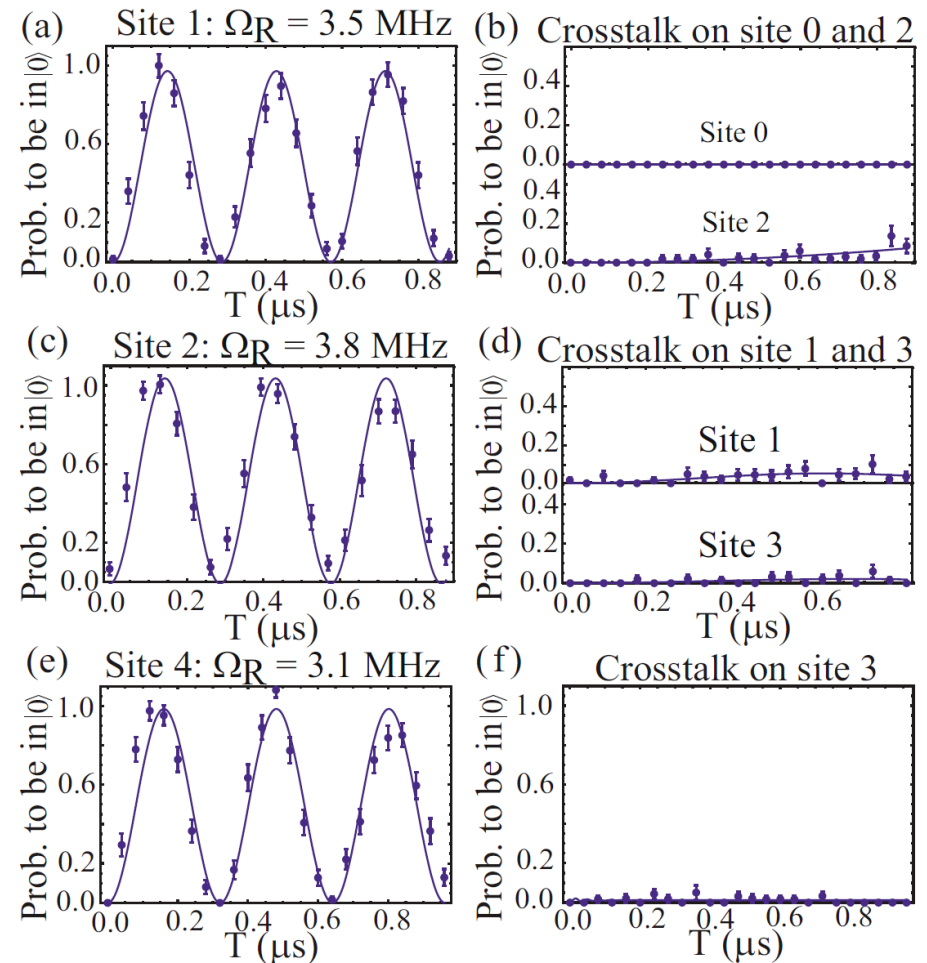 (a) Site 1: Ω_R = 3.5 MHz
Prob. to be in|0⟩
1.0
0.6
0.2
0.0
0.0 0.2 0.4 0.6 0.8
T (μs)
(b) Crosstalk on site 0 and 2
Prob. to be in|0⟩
0.4
0.2
0.0
Site 0
0.4
0.2
0.0
Site 2
0.0 0.2 0.4 0.6 0.8
T (μs)
(c) Site 2: Ω_R = 3.8 MHz
Prob. to be in|0⟩
1.0
0.6
0.2
0.0
0.0 0.2 0.4 0.6 0.8
T (μs)
(d) Crosstalk on site 1 and 3
Prob. to be in|0⟩
0.4
0.2
0.0
Site 1
0.4
0.2
0.0
Site 3
0.0 0.2 0.4 0.6 0.8
T (μs)
(e) Site 4: Ω_R = 3.1 MHz
Prob. to be in|0⟩
1.0
0.6
0.2
0.0
0.0 0.2 0.4 0.6 0.8
T (μs)
(f) Crosstalk on site 3
Prob. to be in|0⟩
1.0
0.6
0.2
0.0
0.0 0.2 0.4 0.6 0.8
T (μs)